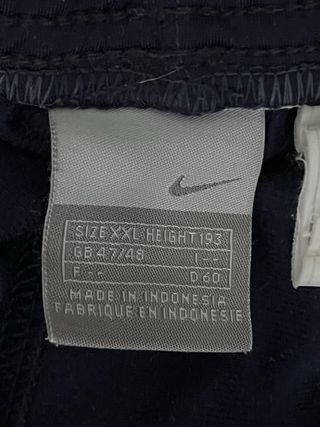 SIZE XXL HEIGHT 193
GB 47/48 I --
F -- D 60
MADE IN INDONESIA
FABRIQUE EN INDONESIE